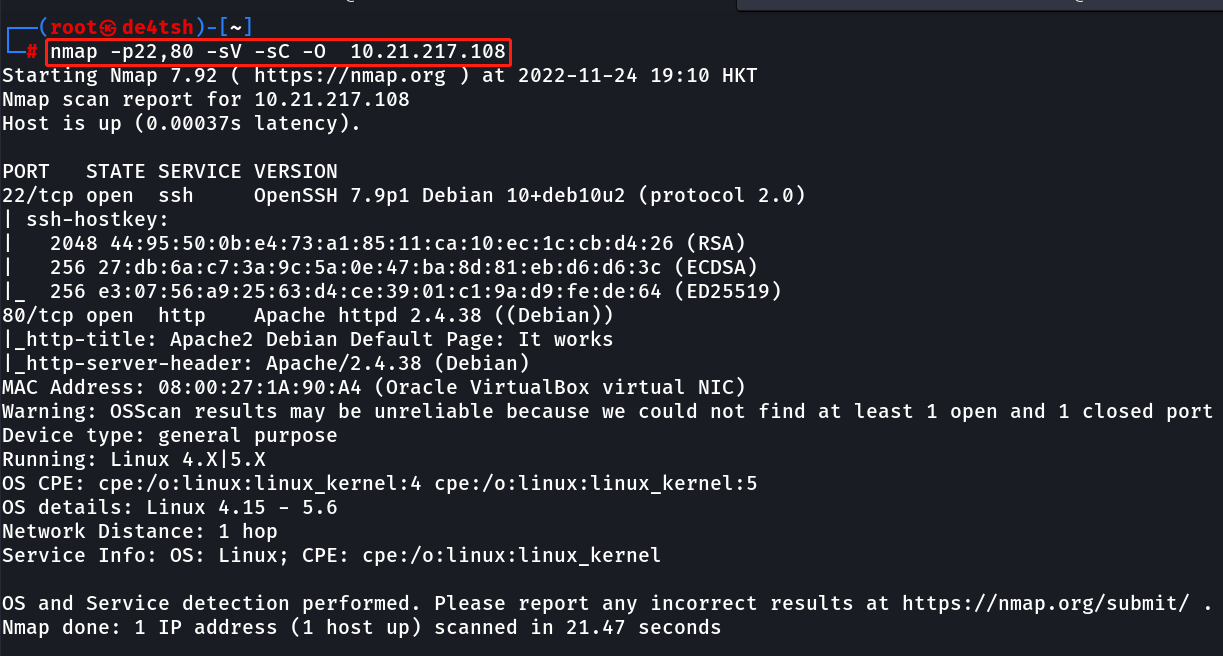 ┌──(root㉿de4tsh)-[~]
└─# nmap -p22,80 -sV -sC -O  10.21.217.108
Starting Nmap 7.92 ( https://nmap.org ) at 2022-11-24 19:10 HKT
Nmap scan report for 10.21.217.108
Host is up (0.00037s latency).

PORT   STATE SERVICE VERSION
22/tcp open  ssh     OpenSSH 7.9p1 Debian 10+deb10u2 (protocol 2.0)
| ssh-hostkey:
|   2048 44:95:50:0b:e4:73:a1:85:11:ca:10:ec:1c:cb:d4:26 (RSA)
|   256 27:db:6a:c7:3a:9c:5a:0e:47:ba:8d:81:eb:d6:d6:3c (ECDSA)
|_  256 e3:07:56:a9:25:63:d4:ce:39:01:c1:9a:d9:fe:de:64 (ED25519)
80/tcp open  http    Apache httpd 2.4.38 ((Debian))
|_http-title: Apache2 Debian Default Page: It works
|_http-server-header: Apache/2.4.38 (Debian)
MAC Address: 08:00:27:1A:90:A4 (Oracle VirtualBox virtual NIC)
Warning: OSScan results may be unreliable because we could not find at least 1 open and 1 closed port
Device type: general purpose
Running: Linux 4.X|5.X
OS CPE: cpe:/o:linux:linux_kernel:4 cpe:/o:linux:linux_kernel:5
OS details: Linux 4.15 - 5.6
Network Distance: 1 hop
Service Info: OS: Linux; CPE: cpe:/o:linux:linux_kernel

OS and Service detection performed. Please report any incorrect results at https://nmap.org/submit/ .
Nmap done: 1 IP address (1 host up) scanned in 21.47 seconds